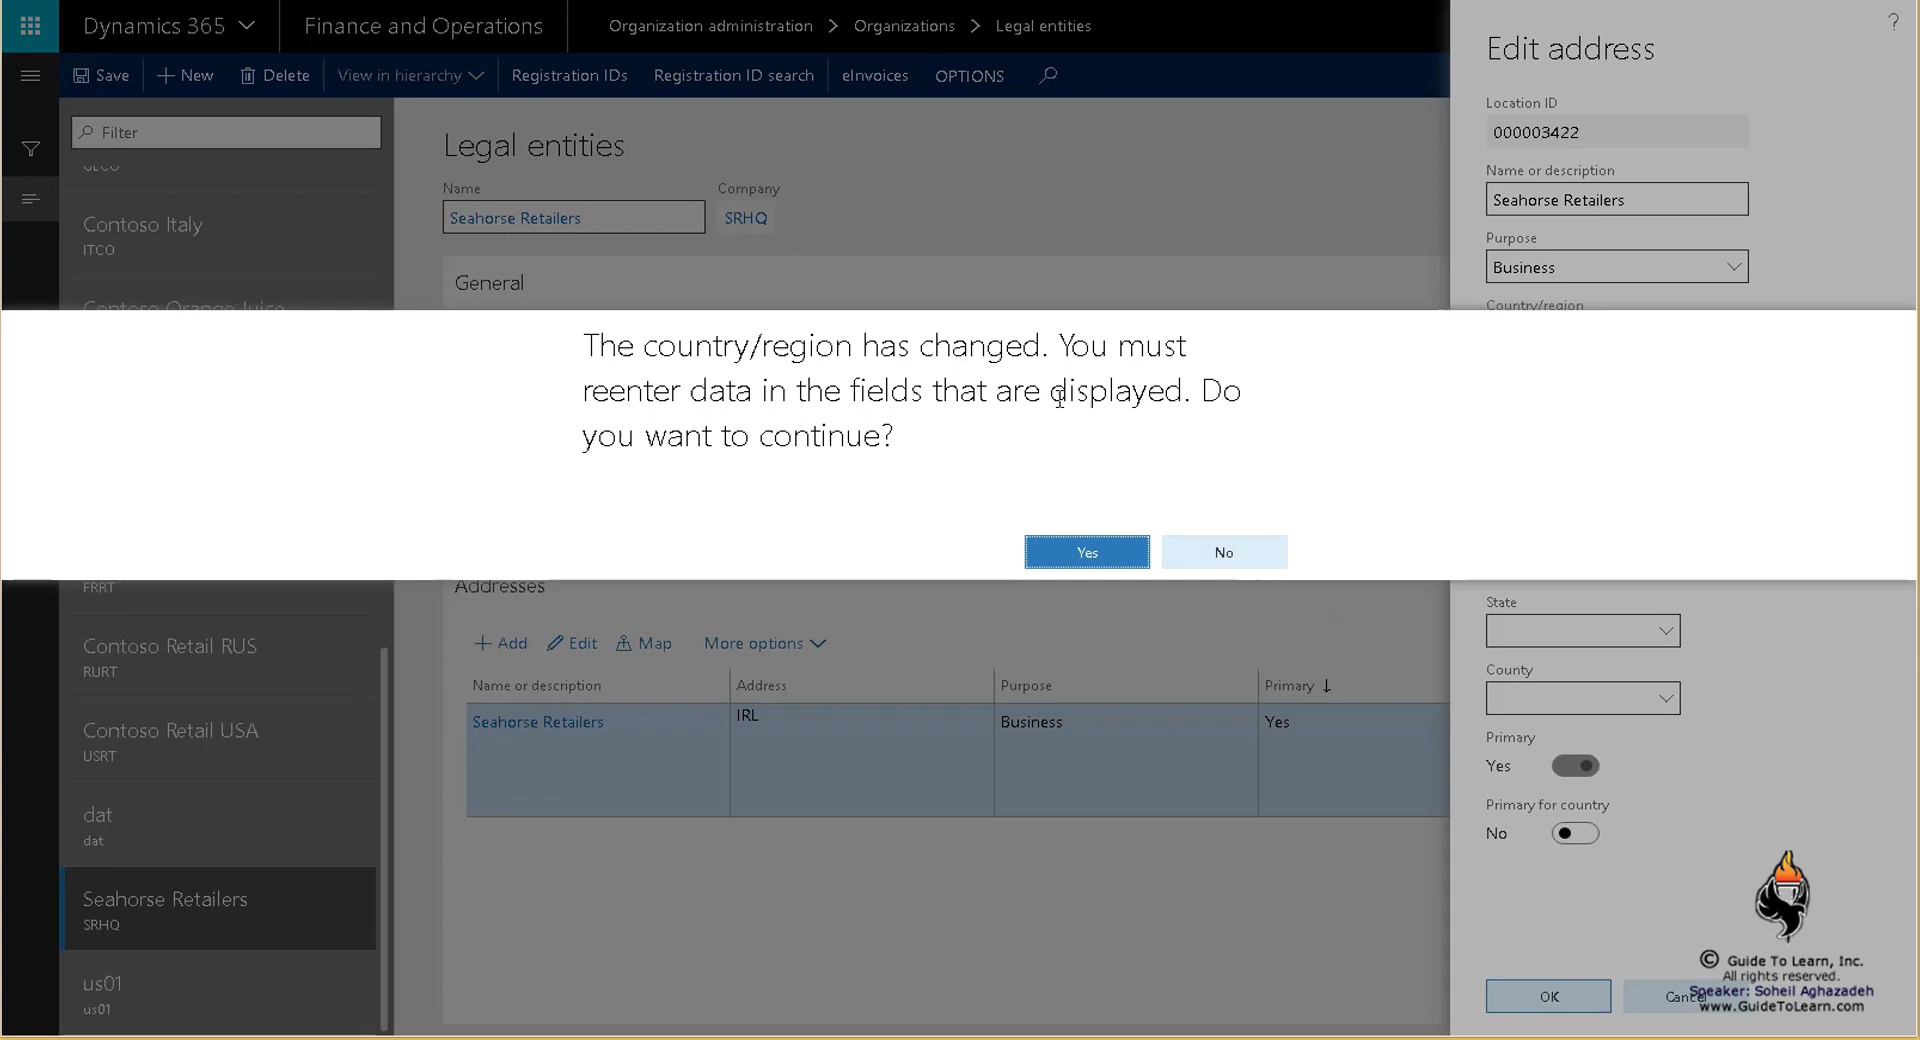 Dynamics 365
Finance and Operations
Organization administration > Organizations > Legal entities
?
Save
New
Delete
View in hierarchy
Registration IDs
Registration ID search
eInvoices
OPTIONS
Filter
Contoso Italy
ITCO
Contoso Orange Juice
Legal entities
Name
Company
Seahorse Retailers
SRHQ
General
Edit address
Location ID
000003422
Name or description
Seahorse Retailers
Purpose
Business
Country/region
The country/region has changed. You must
reenter data in the fields that are displayed. Do
you want to continue?
Yes
No
FRRT
Contoso Retail RUS
RURT
Contoso Retail USA
USRT
dat
dat
Seahorse Retailers
SRHQ
us01
us01
Addresses
Add
Edit
Map
More options
Name or description
Address
Purpose
Primary
Seahorse Retailers
IRL
Business
Yes
State
County
Primary
Yes
Primary for country
No
OK
Cancel
© Guide To Learn, Inc.
All rights reserved.
Speaker: Soheil Aghazadeh
www.GuideToLearn.com